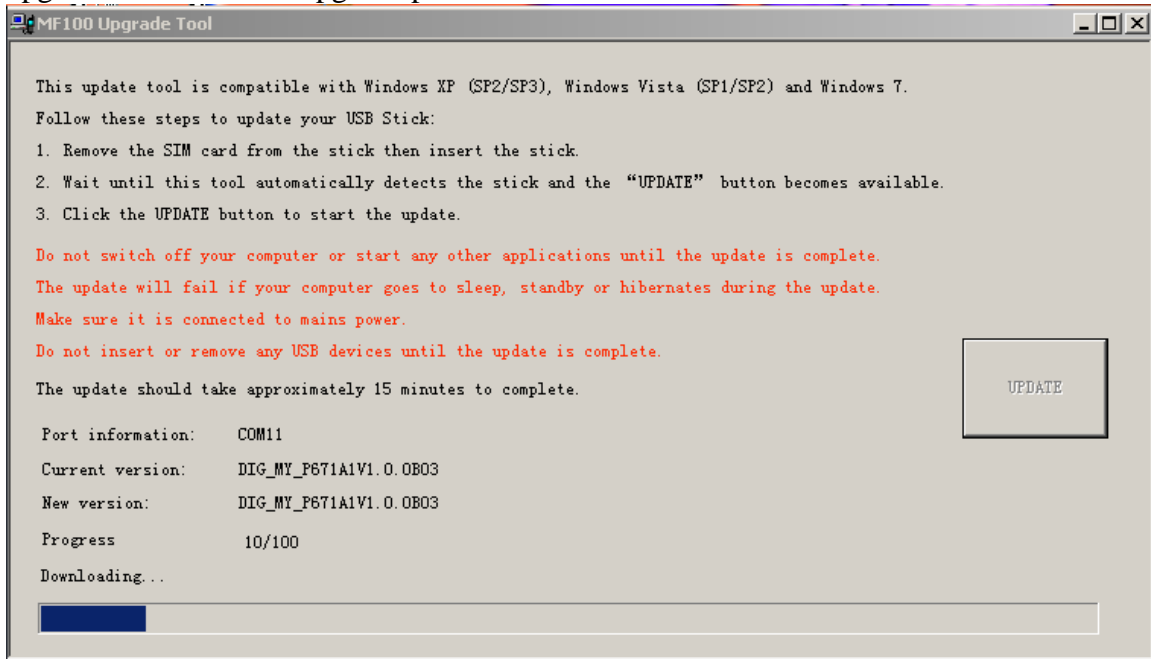 MF100 Upgrade Tool
This update tool is compatible with Windows XP (SP2/SP3), Windows Vista (SP1/SP2) and Windows 7.
Follow these steps to update your USB Stick:
1. Remove the SIM card from the stick then insert the stick.
2. Wait until this tool automatically detects the stick and the “UPDATE” button becomes available.
3. Click the UPDATE button to start the update.
Do not switch off your computer or start any other applications until the update is complete.
The update will fail if your computer goes to sleep, standby or hibernates during the update.
Make sure it is connected to mains power.
Do not insert or remove any USB devices until the update is complete.
The update should take approximately 15 minutes to complete.
UPDATE
Port information: COM11
Current version: DIG_MY_P671A1V1.0.0B03
New version: DIG_MY_P671A1V1.0.0B03
Progress 10/100
Downloading...